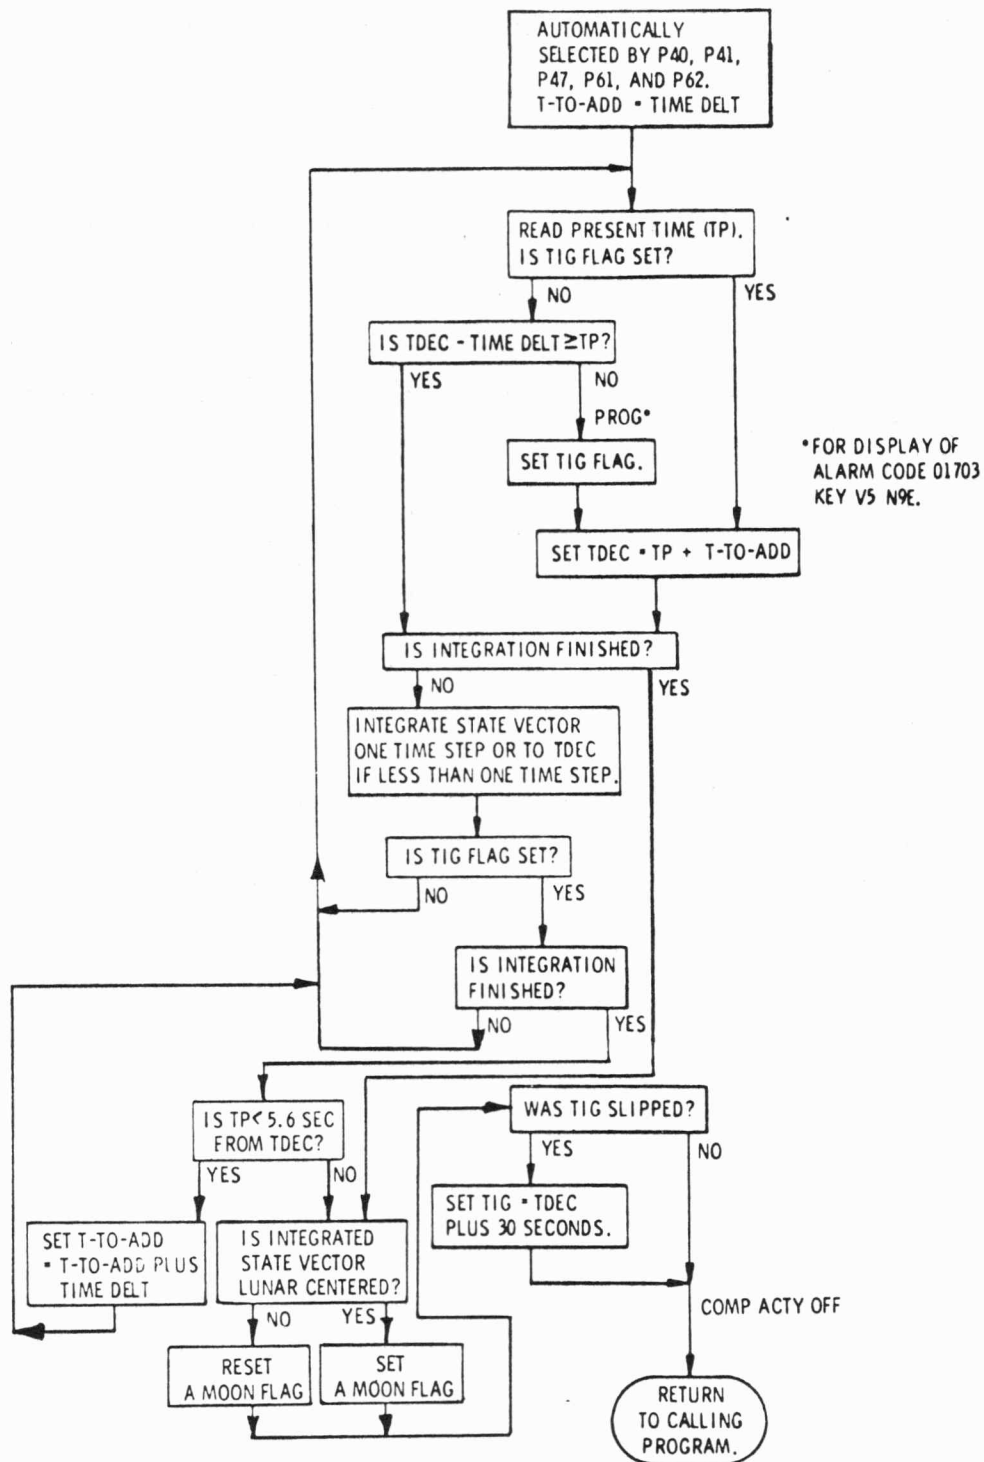 AUTOMATICALLY
SELECTED BY P40, P41,
P47, P61, AND P62.
T-TO-ADD = TIME DELT
READ PRESENT TIME (TP).
IS TIG FLAG SET?
NO
YES
IS TDEC - TIME DELT ≥TP?
YES
NO
PROG*
SET TIG FLAG.
*FOR DISPLAY OF
ALARM CODE 01703
KEY V5 N9E.
SET TDEC = TP + T-TO-ADD
IS INTEGRATION FINISHED?
NO
YES
INTEGRATE STATE VECTOR
ONE TIME STEP OR TO TDEC
IF LESS THAN ONE TIME STEP.
IS TIG FLAG SET?
NO
YES
IS INTEGRATION
FINISHED?
NO
YES
IS TP< 5.6 SEC
FROM TDEC?
YES
NO
WAS TIG SLIPPED?
YES
NO
SET TIG = TDEC
PLUS 30 SECONDS.
SET T-TO-ADD
= T-TO-ADD PLUS
TIME DELT
IS INTEGRATED
STATE VECTOR
LUNAR CENTERED?
NO
YES
COMP ACTY OFF
RESET
A MOON FLAG
SET
A MOON FLAG
RETURN
TO CALLING
PROGRAM.